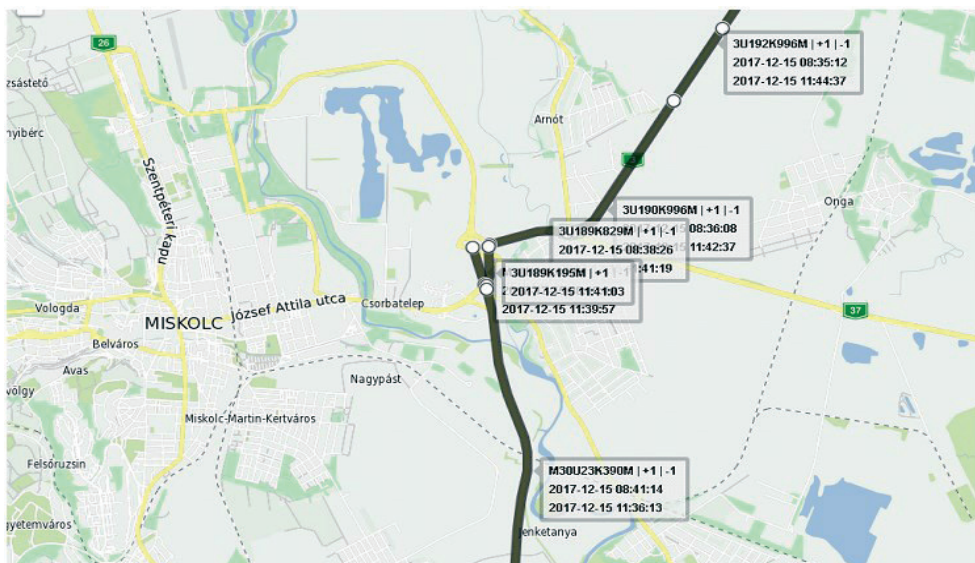 26
3U192K996M | +1 | -1
2017-12-15 08:35:12
2017-12-15 11:44:37
zsástető
nyibérc
Arnót
3
Szentpéteri kapu
Onga
3U190K996M | +1 | -1
08:36:08
11:42:37
3U189K829M | +1 | -1
2017-12-15 08:38:26
11:41:19
M3U189K195M | +1 | -1
2017-12-15 11:41:03
2017-12-15 11:39:57
Csorbatelep
József Attila utca
Vologda
MISKOLC
37
Belváros
Avas
völgy
Nagypást
Miskolc-Martin-Kertváros
Felsőruzsin
M30U23K390M | +1 | -1
2017-12-15 08:41:14
2017-12-15 11:36:13
gyetemváros
Jenketanya